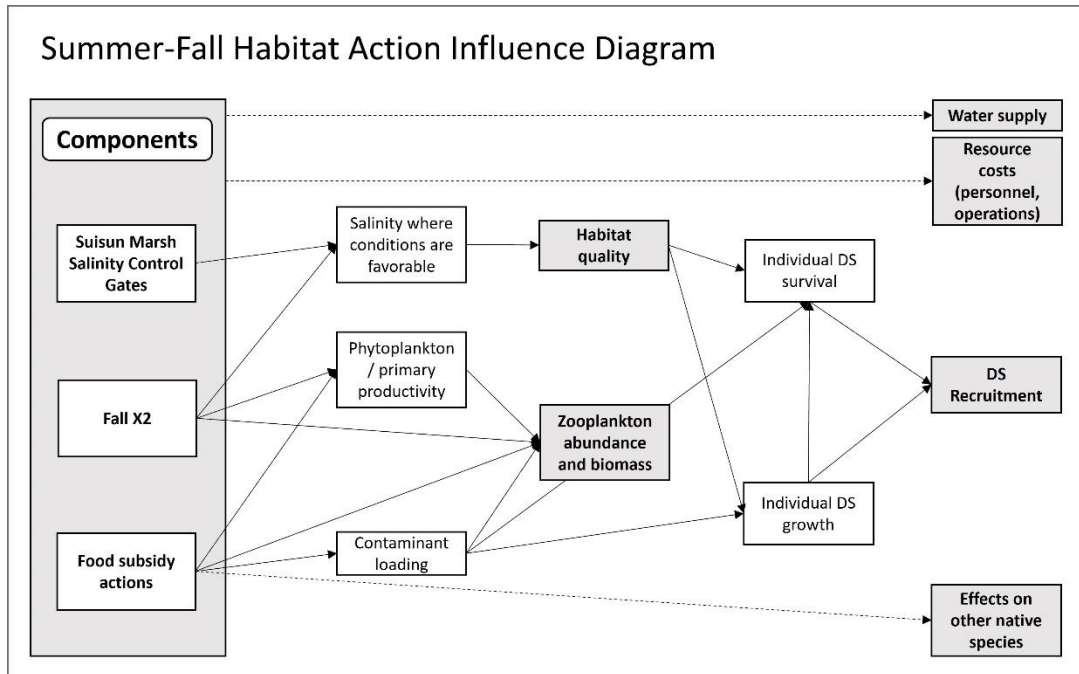 Summer-Fall Habitat Action Influence Diagram
Components
Suisun Marsh
Salinity Control
Gates
Fall X2
Food subsidy
actions
Salinity where
conditions are
favorable
Phytoplankton
/ primary
productivity
Contaminant
loading
Habitat
quality
Zooplankton
abundance
and biomass
Individual DS
survival
Individual DS
growth
Water supply
Resource
costs
(personnel,
operations)
DS
Recruitment
Effects on
other native
species